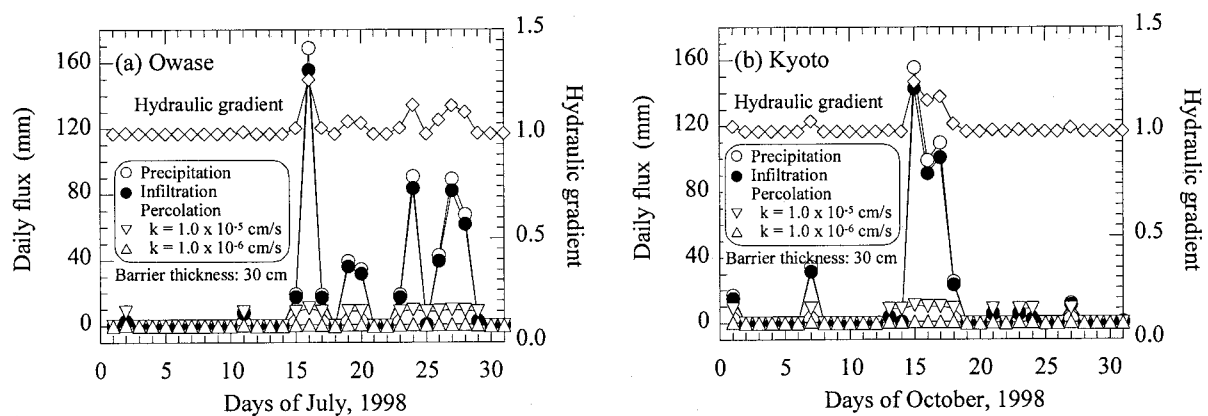 (a) Owase
Hydraulic gradient
Precipitation
Infiltration
Percolation
k = 1.0 x 10⁻⁵ cm/s
k = 1.0 x 10⁻⁶ cm/s
Barrier thickness: 30 cm
Daily flux (mm)
160
120
80
40
0
1.5
1.0
0.5
0.0
Hydraulic gradient
0 5 10 15 20 25 30
Days of July, 1998
(b) Kyoto
Hydraulic gradient
Precipitation
Infiltration
Percolation
k = 1.0 x 10⁻⁵ cm/s
k = 1.0 x 10⁻⁶ cm/s
Barrier thickness: 30 cm
Daily flux (mm)
160
120
80
40
0
1.5
1.0
0.5
0.0
Hydraulic gradient
0 5 10 15 20 25 30
Days of October, 1998